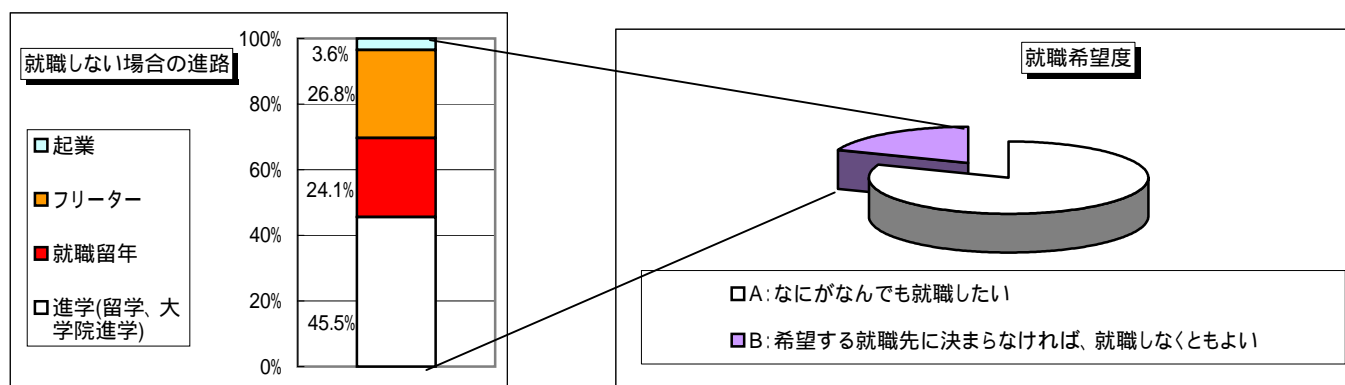 就職しない場合の進路
100%
80%
60%
40%
20%
0%
3.6%
26.8%
24.1%
45.5%
起業
フリーター
就職留年
進学(留学、大
学院進学)
就職希望度
A:なにがなんでも就職したい
B:希望する就職先に決まらなければ、就職しなくともよい